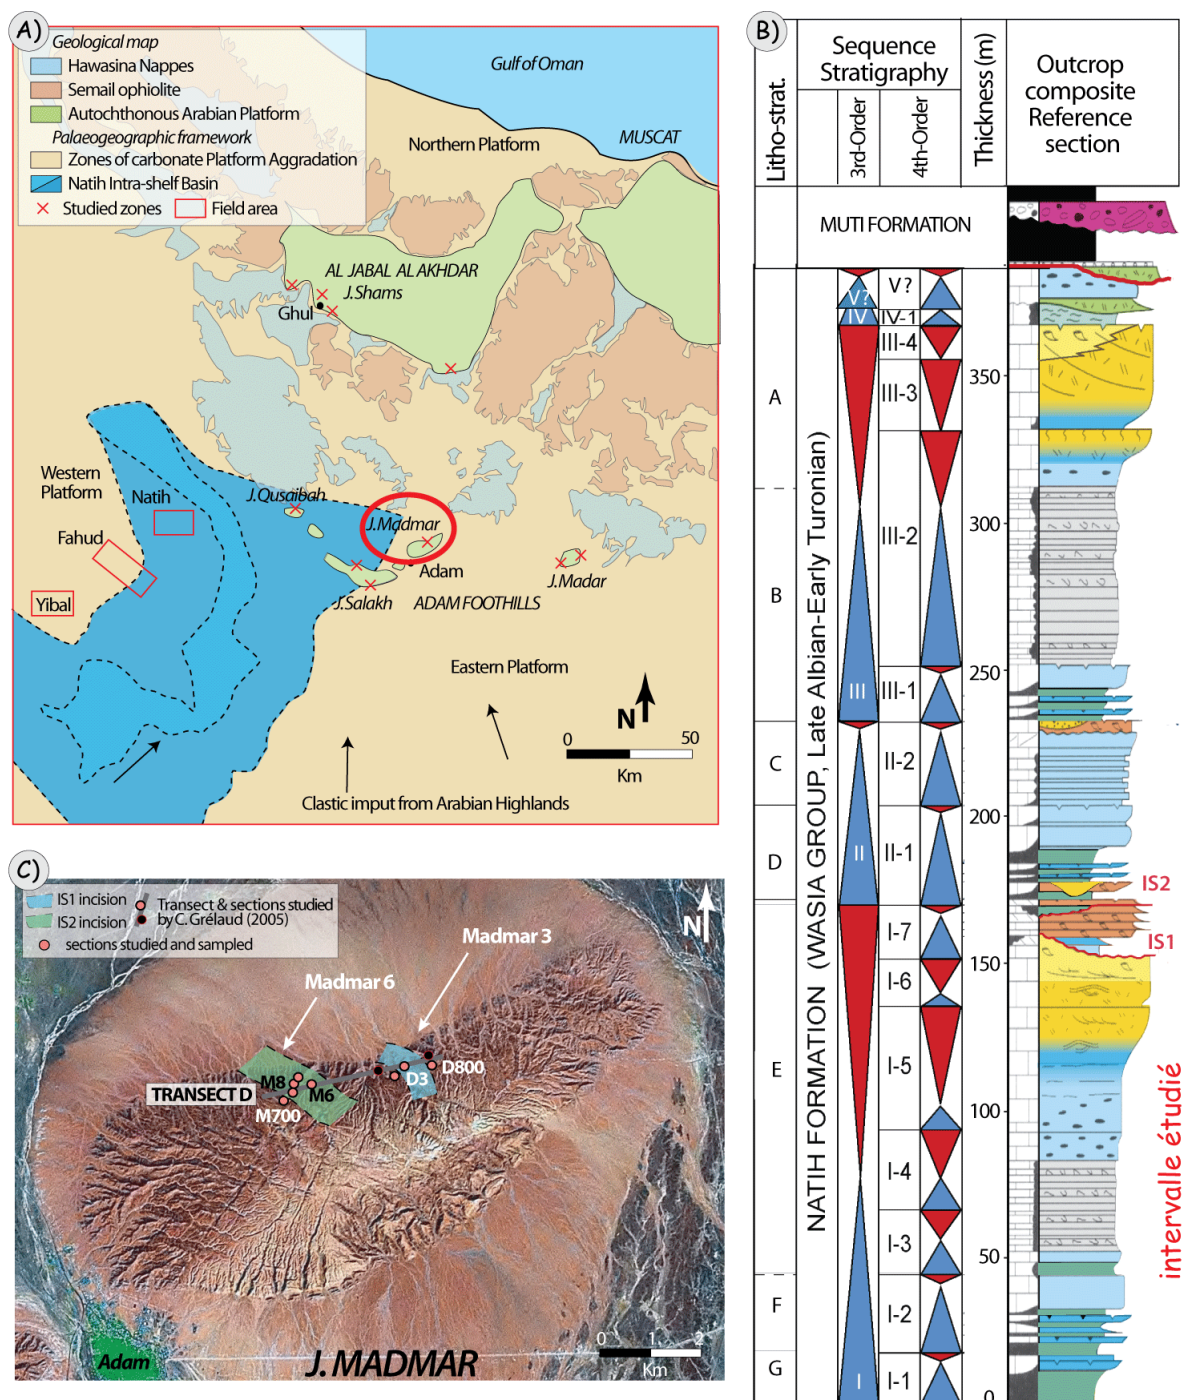 A)
Geological map
Hawasina Nappes
Semail ophiolite
Autochthonous Arabian Platform
Palaeogeographic framework
Zones of carbonate Platform Aggradation
Natih Intra-shelf Basin
Studied zones
Field area
Gulf of Oman
MUSCAT
Northern Platform
AL JABAL AL AKHDAR
J.Shams
Ghul
Western
Platform
Natih
J.Qusaibah
J.Madmar
Fahud
Adam
J.Madar
Yibal
J.Salakh
ADAM FOOTHILLS
Eastern Platform
N
0
50
Km
Clastic imput from Arabian Highlands
B)
Litho-strat.
Sequence
Stratigraphy
3rd-Order
4th-Order
Thickness (m)
Outcrop
composite
Reference
section
MUTI FORMATION
NATIH FORMATION (WASIA GROUP, Late Albian-Early Turonian)
A
B
C
D
E
F
G
V?
IV
III
II
I
V?
IV-1
III-4
III-3
III-2
III-1
II-2
II-1
I-7
I-6
I-5
I-4
I-3
I-2
I-1
350
300
250
200
150
100
50
0
IS2
IS1
intervalle étudié
C)
IS1 incision
IS2 incision
Transect & sections studied
by C. Grélaud (2005)
sections studied and sampled
N
Madmar 3
Madmar 6
M8
M6
D3
D800
TRANSECT D
M700
Adam
J. MADMAR
0 1 2
Km